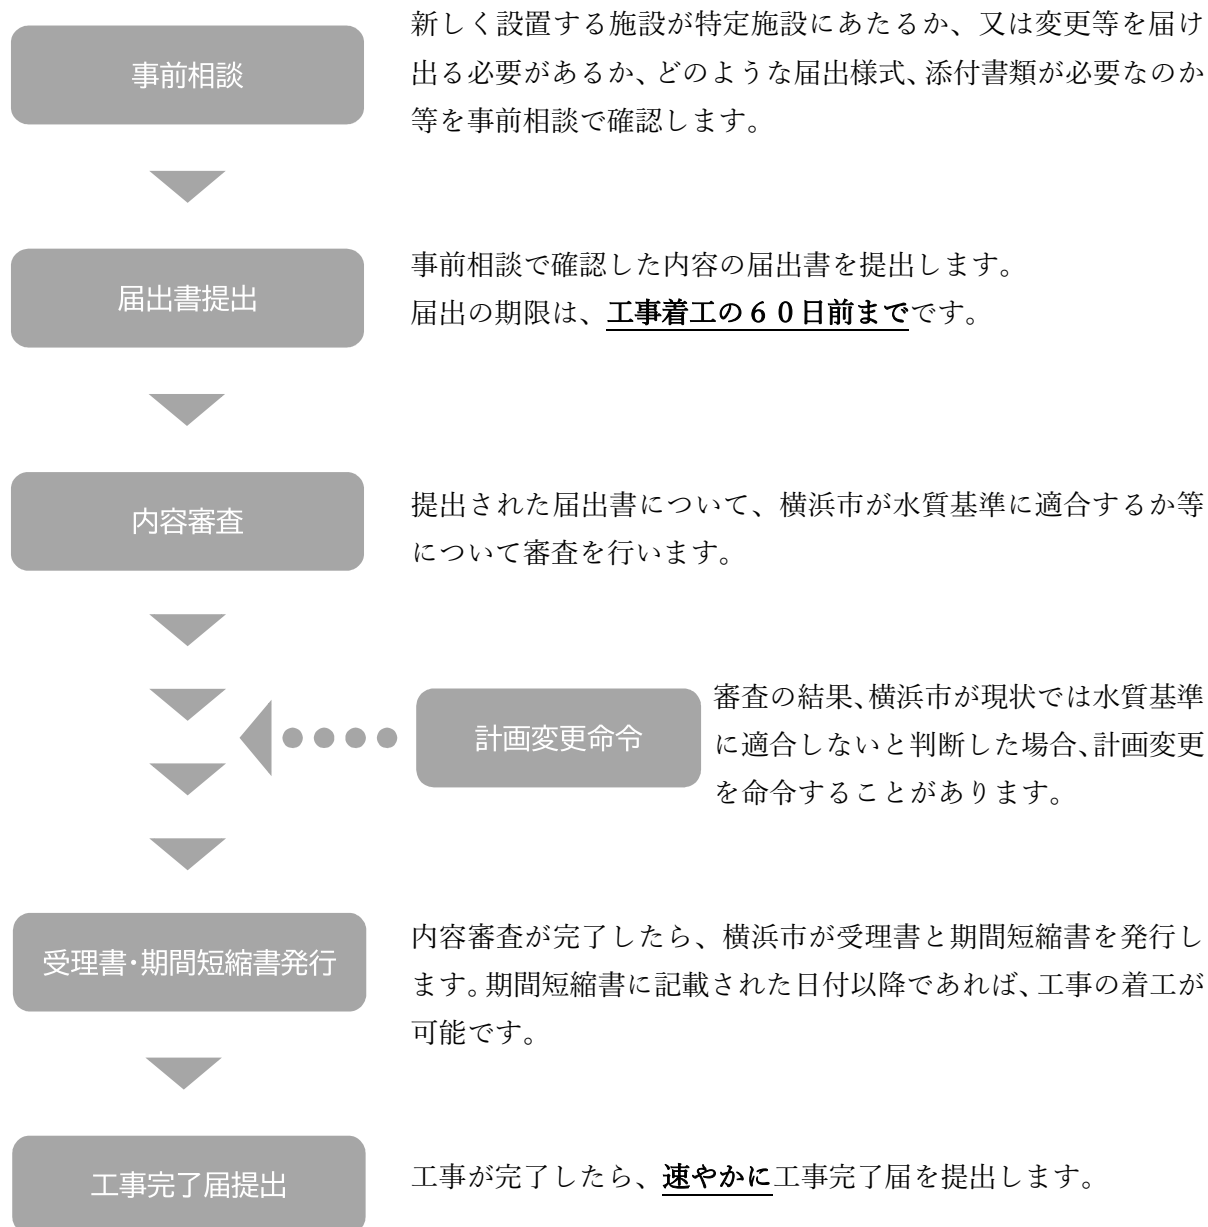 事前相談
新しく設置する施設が特定施設にあたるか、又は変更等を届け
出る必要があるか、どのような届出様式、添付書類が必要なのか
等を事前相談で確認します。
届出書提出
事前相談で確認した内容の届出書を提出します。
届出の期限は、工事着工の６０日前までです。
内容審査
提出された届出書について、横浜市が水質基準に適合するか等
について審査を行います。
計画変更命令
審査の結果、横浜市が現状では水質基準
に適合しないと判断した場合、計画変更
を命令することがあります。
受理書・期間短縮書発行
内容審査が完了したら、横浜市が受理書と期間短縮書を発行し
ます。期間短縮書に記載された日付以降であれば、工事の着工が
可能です。
工事完了届提出
工事が完了したら、速やかに工事完了届を提出します。